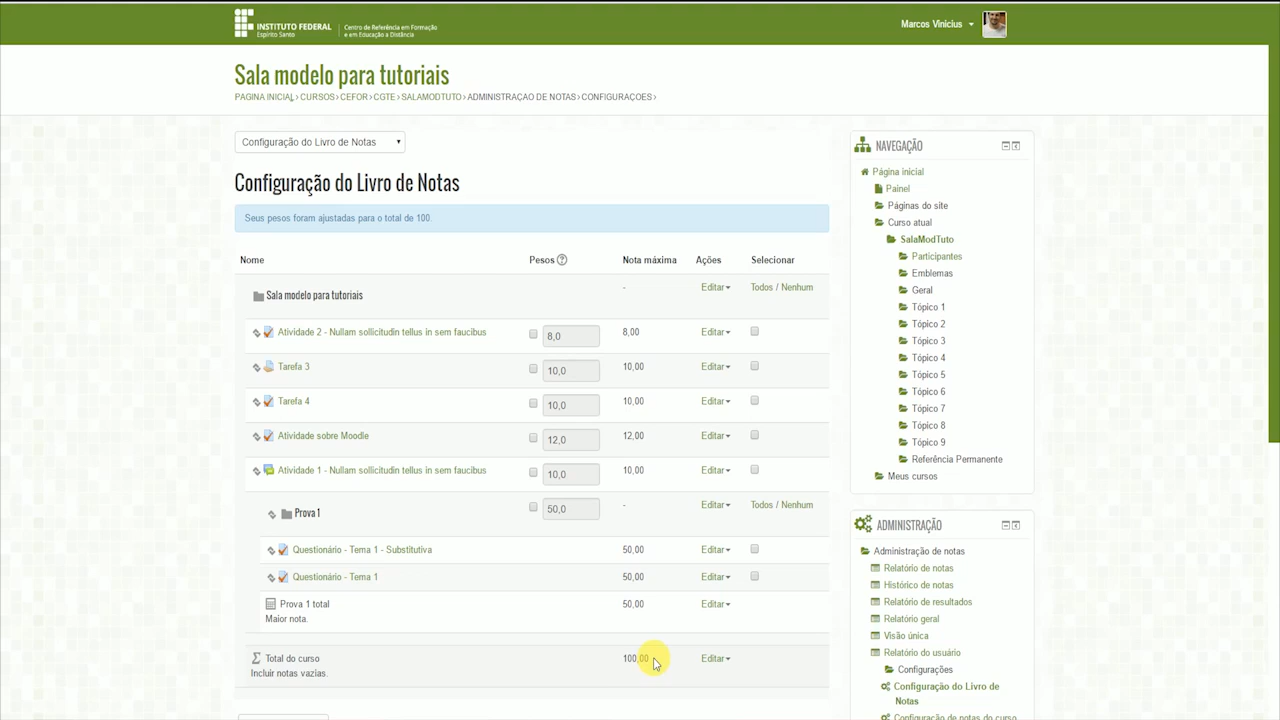 INSTITUTO FEDERAL
Espírito Santo
Centro de Referência em Formação
e em Educação a Distância
Marcos Vinicius
Sala modelo para tutoriais
PÁGINA INICIAL › CURSOS › CEFOR › CGTE › SALAMODTUTO › ADMINISTRAÇÃO DE NOTAS › CONFIGURAÇÕES ›
Configuração do Livro de Notas
Configuração do Livro de Notas
Seus pesos foram ajustadas para o total de 100.
Nome Pesos Nota máxima Ações Selecionar
Sala modelo para tutoriais - Editar Todos / Nenhum
Atividade 2 - Nullam sollicitudin tellus in sem faucibus 8,0 8,00 Editar
Tarefa 3 10,0 10,00 Editar
Tarefa 4 10,0 10,00 Editar
Atividade sobre Moodle 12,0 12,00 Editar
Atividade 1 - Nullam sollicitudin tellus in sem faucibus 10,0 10,00 Editar
Prova 1 50,0 - Editar Todos / Nenhum
Questionário - Tema 1 - Substitutiva 50,00 Editar
Questionário - Tema 1 50,00 Editar
Prova 1 total 50,00 Editar
Maior nota.
Total do curso 100,00 Editar
Incluir notas vazias.
NAVEGAÇÃO
Página inicial
Painel
Páginas do site
Curso atual
SalaModTuto
Participantes
Emblemas
Geral
Tópico 1
Tópico 2
Tópico 3
Tópico 4
Tópico 5
Tópico 6
Tópico 7
Tópico 8
Tópico 9
Referência Permanente
Meus cursos
ADMINISTRAÇÃO
Administração de notas
Relatório de notas
Histórico de notas
Relatório de resultados
Relatório geral
Visão única
Relatório do usuário
Configurações
Configuração do Livro de
Notas
Configuração de notas do curso